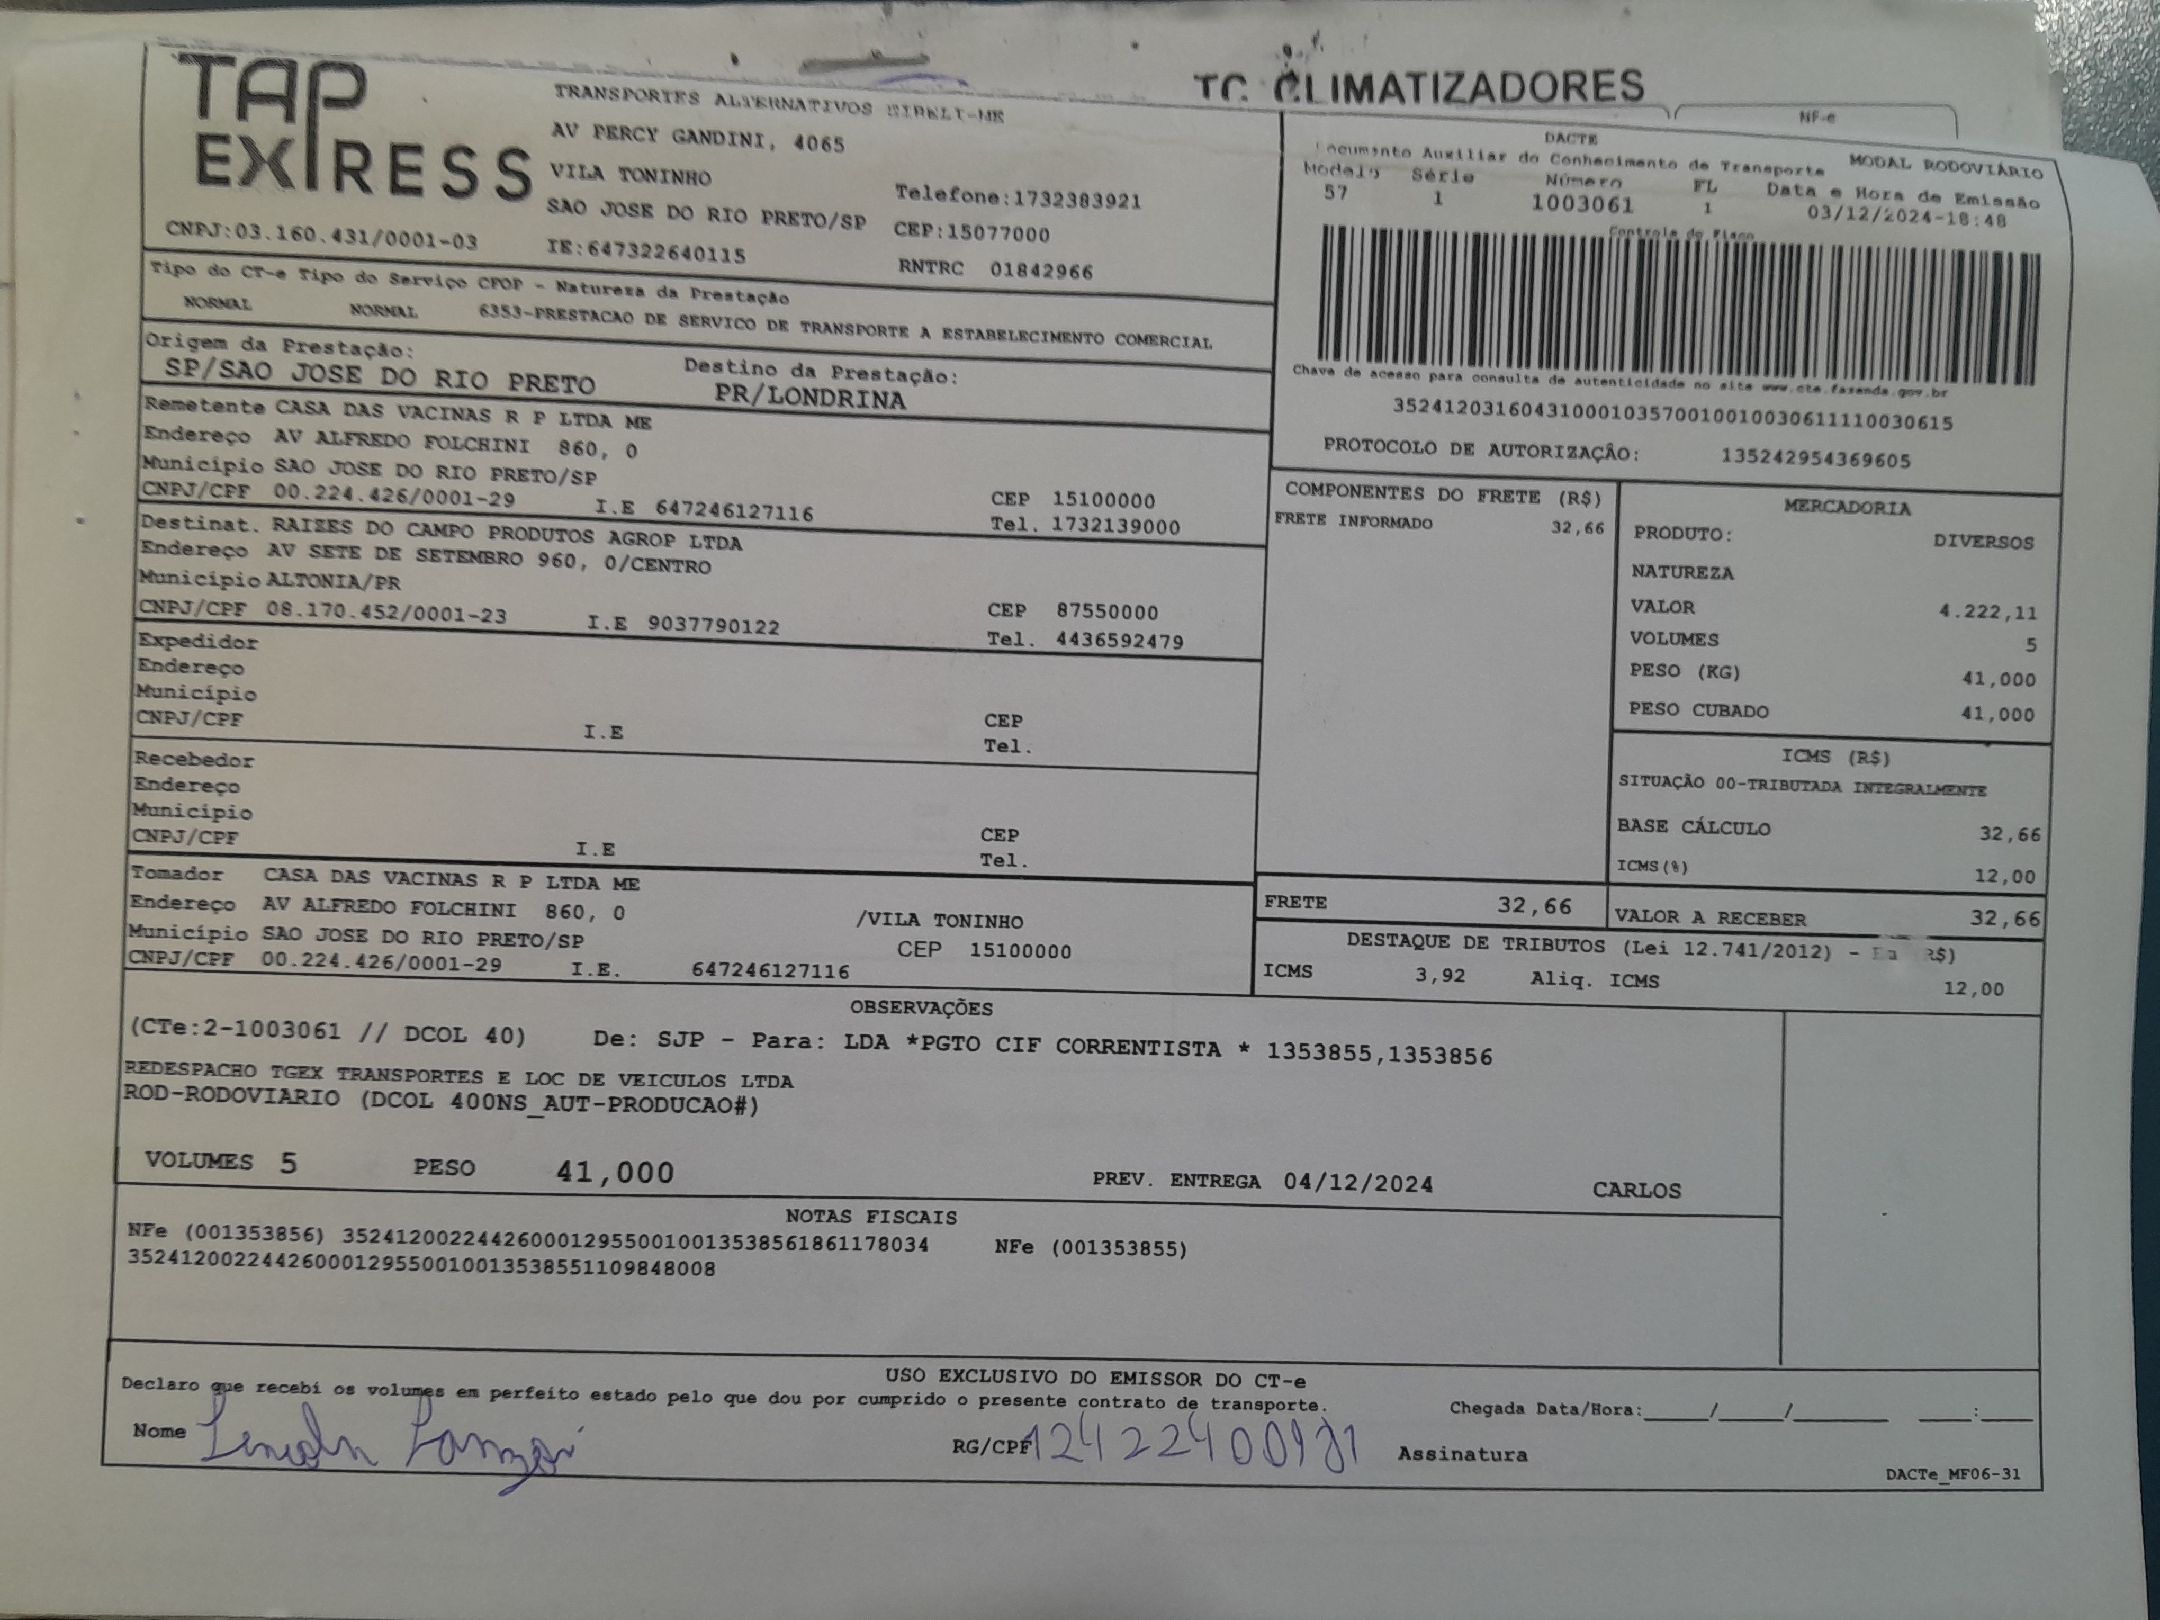 TC CLIMATIZADORES
NF-e
TAP
EXPRESS
TRANSPORTES ALTERNATIVOS EIRELI-ME
AV PERCY GANDINI, 4065
VILA TONINHO
SAO JOSE DO RIO PRETO/SP
Telefone:1732383921
CEP:15077000
CNPJ:03.160.431/0001-03
IE:647322640115
RNTRC 01842966
DACTE
Documento Auxiliar do Conhecimento de Transporte
MODAL RODOVIÁRIO
Modelo Série Número FL Data e Hora de Emissão
57 1 1003061 1 03/12/2024-18:48
Controle do Fisco
Chave de acesso para consulta de autenticidade no site www.cte.fazenda.gov.br
35241203160431000103570010010030611110030615
PROTOCOLO DE AUTORIZAÇÃO: 135242954369605
Tipo do CT-e Tipo do Serviço CFOP - Natureza da Prestação
NORMAL NORMAL 6353-PRESTACAO DE SERVICO DE TRANSPORTE A ESTABELECIMENTO COMERCIAL
Origem da Prestação:
SP/SAO JOSE DO RIO PRETO
Destino da Prestação:
PR/LONDRINA
Remetente CASA DAS VACINAS R P LTDA ME
Endereço AV ALFREDO FOLCHINI 860, 0
Município SAO JOSE DO RIO PRETO/SP
CEP 15100000
CNPJ/CPF 00.224.426/0001-29 I.E 647246127116 Tel. 1732139000
Destinat. RAIZES DO CAMPO PRODUTOS AGROP LTDA
Endereço AV SETE DE SETEMBRO 960, 0/CENTRO
Município ALTONIA/PR
CEP 87550000
CNPJ/CPF 08.170.452/0001-23 I.E 9037790122 Tel. 4436592479
Expedidor
Endereço
Município
CEP
CNPJ/CPF I.E Tel.
Recebedor
Endereço
Município
CEP
CNPJ/CPF I.E Tel.
Tomador CASA DAS VACINAS R P LTDA ME
Endereço AV ALFREDO FOLCHINI 860, 0 /VILA TONINHO
Município SAO JOSE DO RIO PRETO/SP CEP 15100000
CNPJ/CPF 00.224.426/0001-29 I.E. 647246127116
COMPONENTES DO FRETE (R$)
FRETE INFORMADO 32,66
MERCADORIA
PRODUTO: DIVERSOS
NATUREZA
VALOR 4.222,11
VOLUMES 5
PESO (KG) 41,000
PESO CUBADO 41,000
ICMS (R$)
SITUAÇÃO 00-TRIBUTADA INTEGRALMENTE
BASE CÁLCULO 32,66
ICMS(%) 12,00
FRETE 32,66
VALOR A RECEBER 32,66
DESTAQUE DE TRIBUTOS (Lei 12.741/2012) - R$)
ICMS 3,92 Aliq. ICMS 12,00
OBSERVAÇÕES
(CTe:2-1003061 // DCOL 40) De: SJP - Para: LDA *PGTO CIF CORRENTISTA * 1353855,1353856
REDESPACHO TGEX TRANSPORTES E LOC DE VEICULOS LTDA
ROD-RODOVIARIO (DCOL 400NS_AUT-PRODUCAO#)
VOLUMES 5 PESO 41,000 PREV. ENTREGA 04/12/2024 CARLOS
NOTAS FISCAIS
NFe (001353856) 35241200224426000129550010013538561861178034 NFe (001353855)
35241200224426000129550010013538551109848008
USO EXCLUSIVO DO EMISSOR DO CT-e
Declaro que recebi os volumes em perfeito estado pelo que dou por cumprido o presente contrato de transporte.
Chegada Data/Hora:____/____/______ ___:___
Nome RG/CPF Assinatura
DACTe_MF06-31